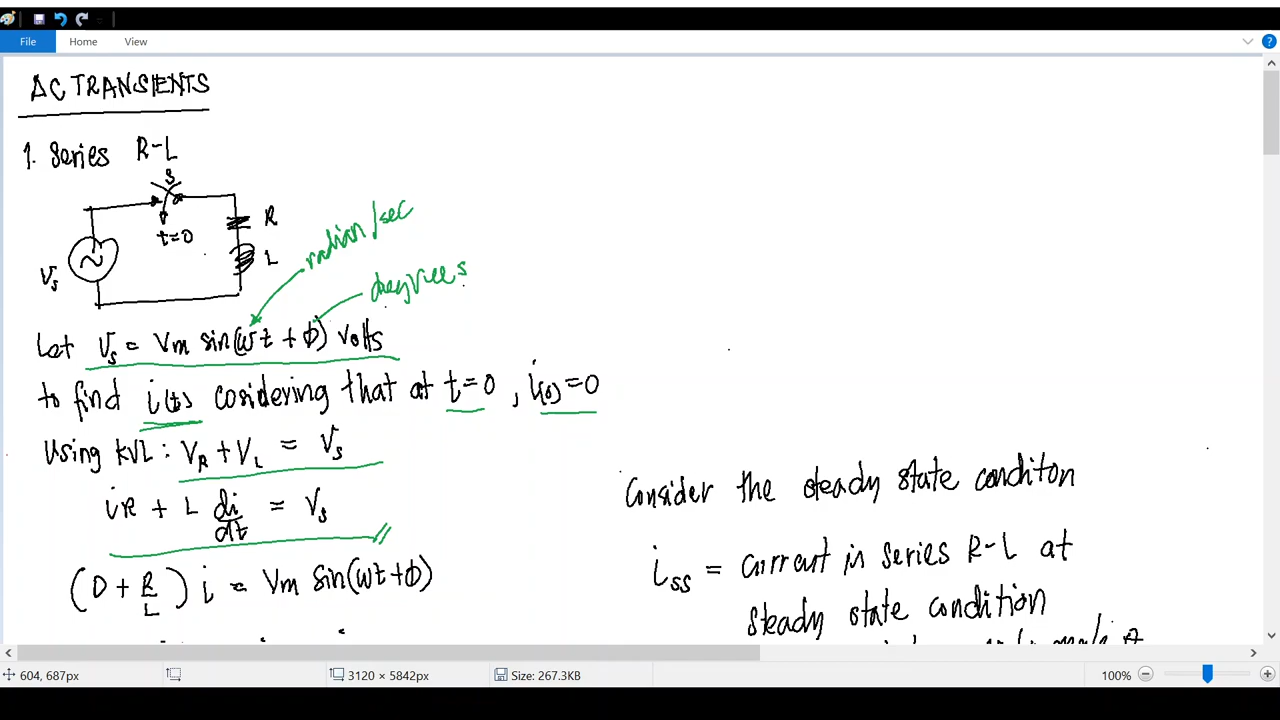 File Home View
AC TRANSIENTS
1. Series R-L
S
t=0
R
L
Vs
radian/sec
degrees
Let Vs = Vm sin(ωt + φ) volts
to find i(t) cosidering that at t=0, i(0)=0
Using KVL: VR + VL = Vs
iR + L di/dt = Vs
(D + R/L) i = Vm sin(ωt+φ)
Consider the steady state conditon
iss = current in series R-L at
steady state condition
604, 687px
3120 × 5842px
Size: 267.3KB
100%